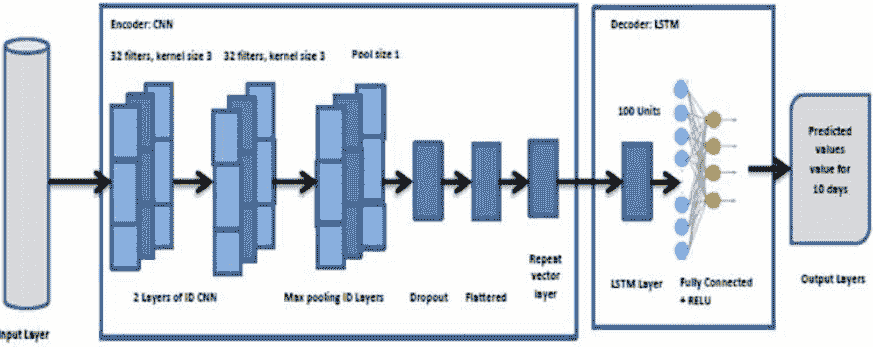 Encoder: CNN
Decoder: LSTM
32 filters, kernel size 3
32 filters, kernel size 3
Pool size 1
100 Units
Predicted
values
value for
10 days
2 Layers of ID CNN
Max pooling ID Layers
Dropout
Flattered
Repeat
vector
layer
LSTM Layer
Fully Connected
+ RELU
Output Layers
Input Layer